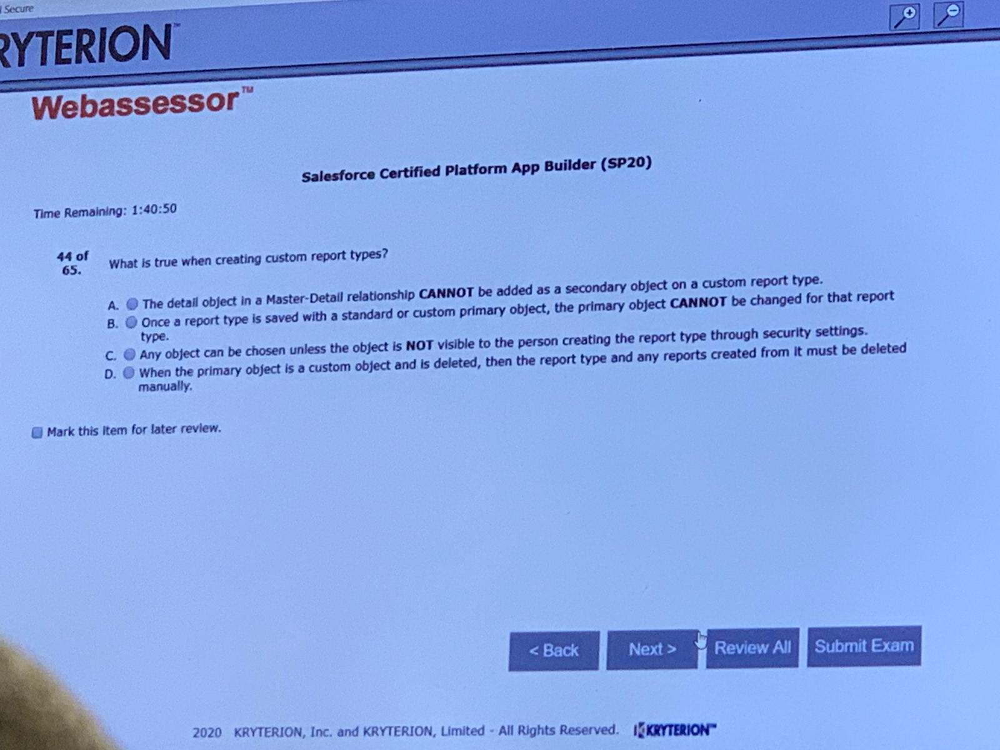 Secure
RYTERION™
Webassessor™
Salesforce Certified Platform App Builder (SP20)
Time Remaining: 1:40:50
44 of
65.
What is true when creating custom report types?
A. The detail object in a Master-Detail relationship CANNOT be added as a secondary object on a custom report type.
B. Once a report type is saved with a standard or custom primary object, the primary object CANNOT be changed for that report
type.
C. Any object can be chosen unless the object is NOT visible to the person creating the report type through security settings.
D. When the primary object is a custom object and is deleted, then the report type and any reports created from it must be deleted
manually.
Mark this item for later review.
< Back
Next >
Review All
Submit Exam
2020 KRYTERION, Inc. and KRYTERION, Limited - All Rights Reserved. KRYTERION™